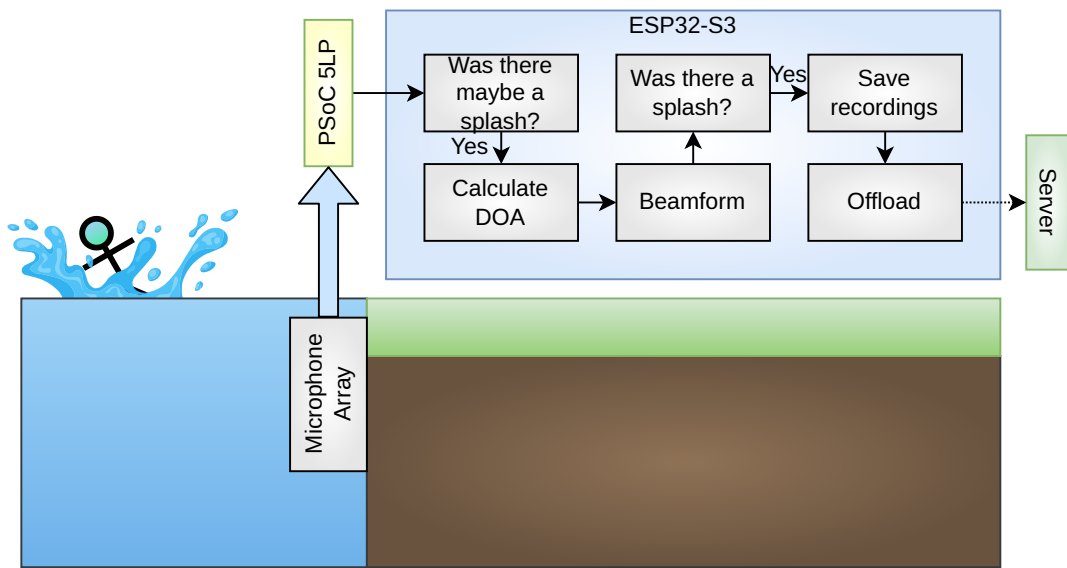 ESP32-S3
PSoC 5LP
Was there
maybe a
splash?
Yes
Calculate
DOA
Beamform
Was there a
splash?
Yes
Save
recordings
Offload
Server
Microphone
Array